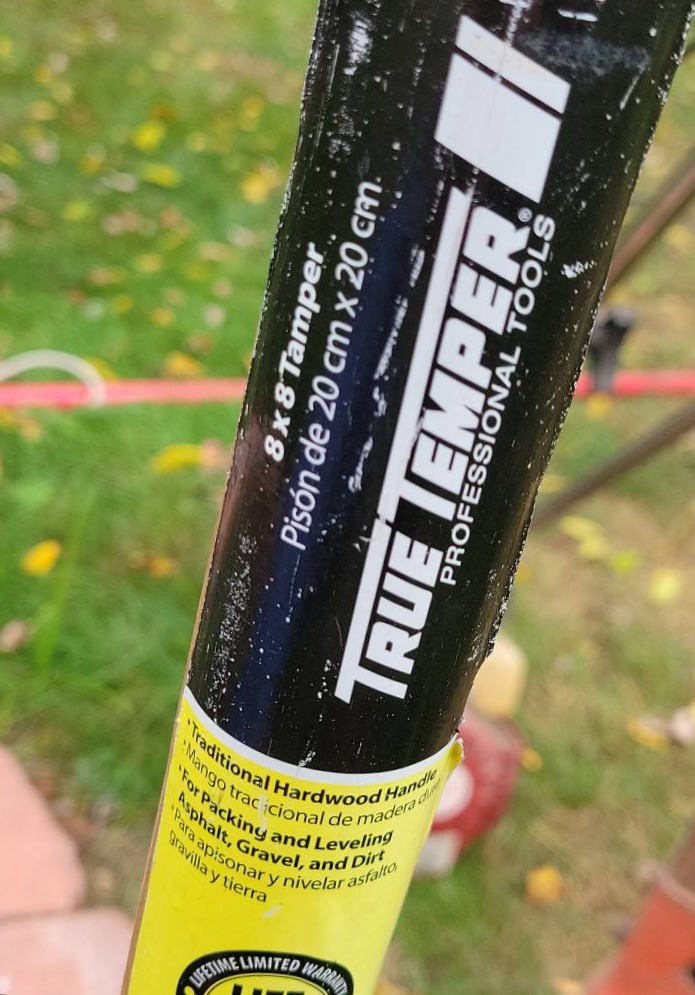 TRUE TEMPER®
PROFESSIONAL TOOLS
8 x 8 Tamper
Pisón de 20 cm x 20 cm
·Traditional Hardwood Handle
·Mango tradicional de madera
·For Packing and Leveling
Asphalt, Gravel, and Dirt
·Para apisonar y nivelar asfalto,
gravilla y tierra
LIFETIME LIMITED WARRANTY